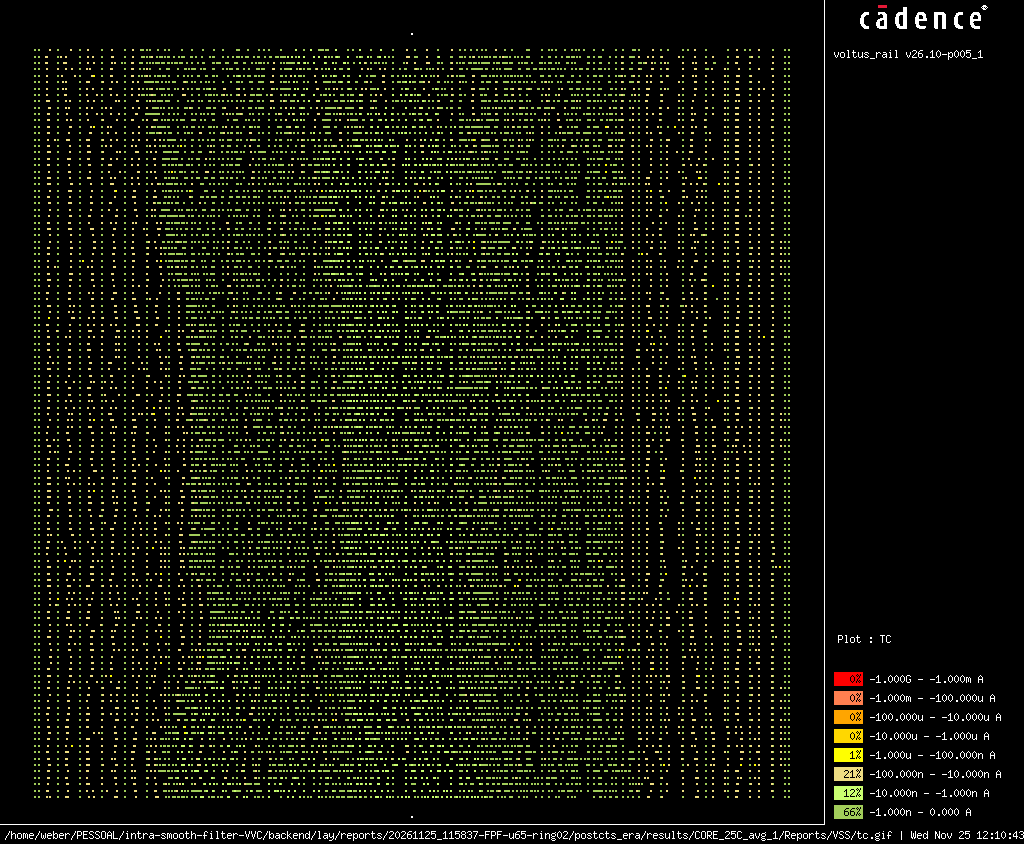 cādence®
voltus_rail v26.10-p005_1
Plot : TC
0% -1.000G - -1.000m A
0% -1.000m - -100.000u A
0% -100.000u - -10.000u A
0% -10.000u - -1.000u A
1% -1.000u - -100.000n A
21% -100.000n - -10.000n A
12% -10.000n - -1.000n A
66% -1.000n - 0.000 A
/home/weber/PESSOAL/intra-smooth-filter-VVC/backend/lay/reports/20261125_115837-FPF-u65-ring02/postcts_era/results/CORE_25C_avg_1/Reports/VSS/tc.gif | Wed Nov 25 12:10:43